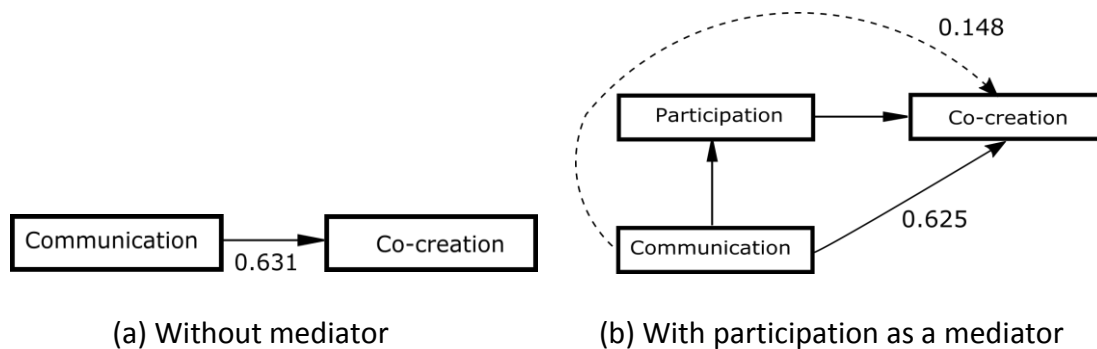 0.148
Participation
Co-creation
Communication
Co-creation
0.631
Communication
0.625
(a) Without mediator
(b) With participation as a mediator